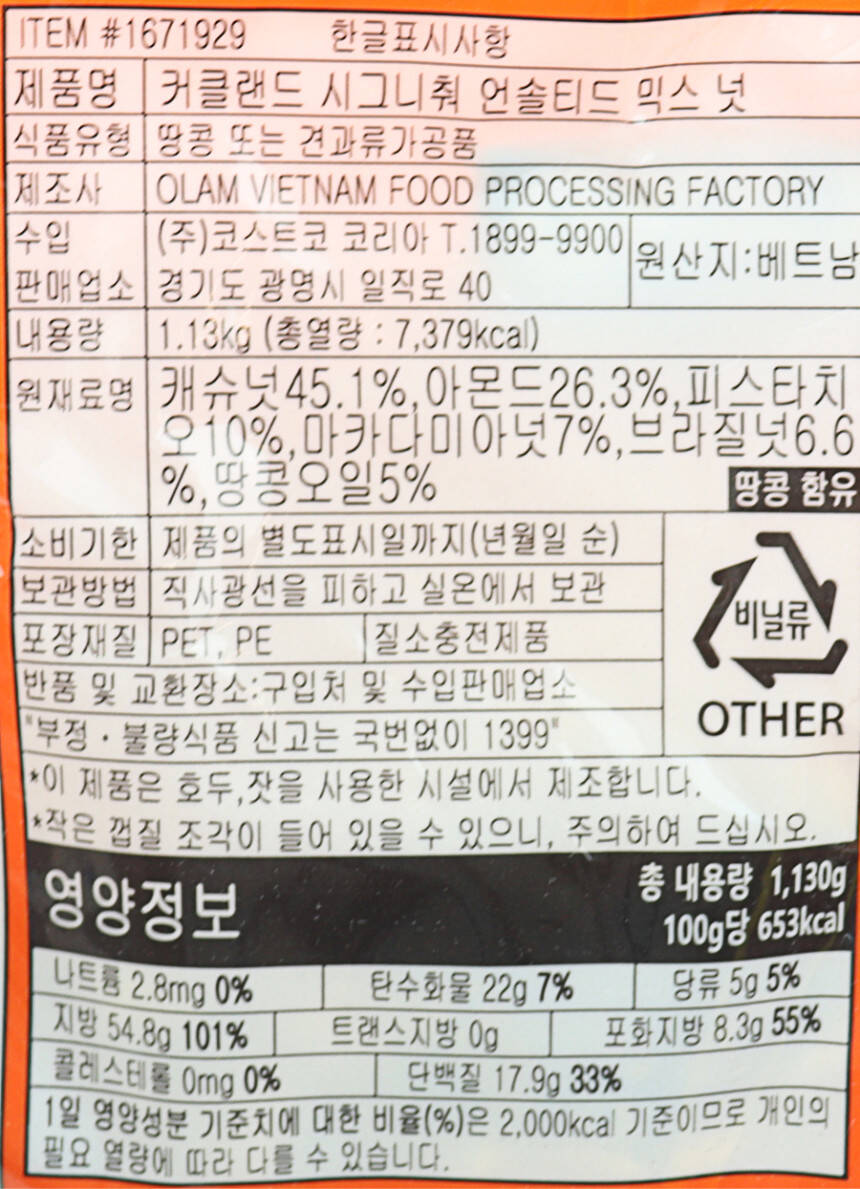 ITEM #1671929 한글표시사항
제품명 커클랜드 시그니춰 언솔티드 믹스 넛
식품유형 땅콩 또는 견과류가공품
제조사 OLAM VIETNAM FOOD PROCESSING FACTORY
수입 (주)코스트코 코리아 T.1899-9900 원산지:베트남
판매업소 경기도 광명시 일직로 40
내용량 1.13kg (총열량 : 7,379kcal)
원재료명 캐슈넛45.1%,아몬드26.3%,피스타치
오10%,마카다미아넛7%,브라질넛6.6
%,땅콩오일5% 땅콩 함유
소비기한 제품의 별도표시일까지(년월일 순)
보관방법 직사광선을 피하고 실온에서 보관
비닐류
포장재질 PET, PE 질소충전제품
반품 및 교환장소:구입처 및 수입판매업소
OTHER
"부정·불량식품 신고는 국번없이 1399"
*이 제품은 호두,잣을 사용한 시설에서 제조합니다.
*작은 껍질 조각이 들어 있을 수 있으니, 주의하여 드십시오.
영양정보 총 내용량 1,130g
100g당 653kcal
나트륨 2.8mg 0% 탄수화물 22g 7% 당류 5g 5%
지방 54.8g 101% 트랜스지방 0g 포화지방 8.3g 55%
콜레스테롤 0mg 0% 단백질 17.9g 33%
1일 영양성분 기준치에 대한 비율(%)은 2,000kcal 기준이므로 개인의
필요 열량에 따라 다를 수 있습니다.